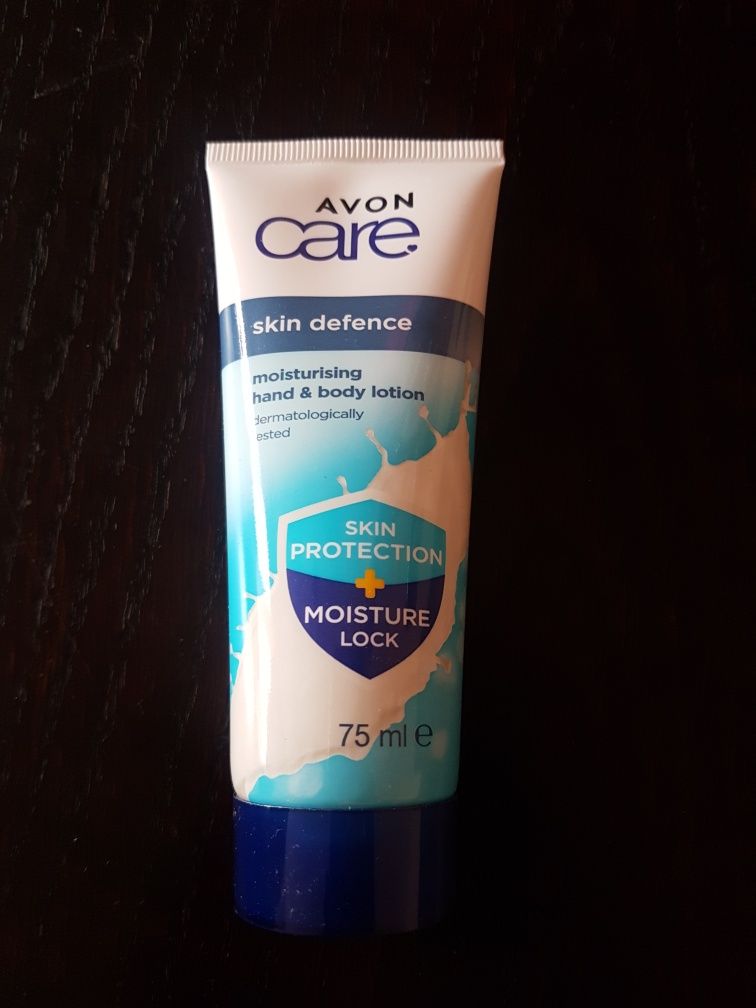 AVON
care
skin defence
moisturising
hand & body lotion
dermatologically
tested
SKIN
PROTECTION
+
MOISTURE
LOCK
75 ml ℮